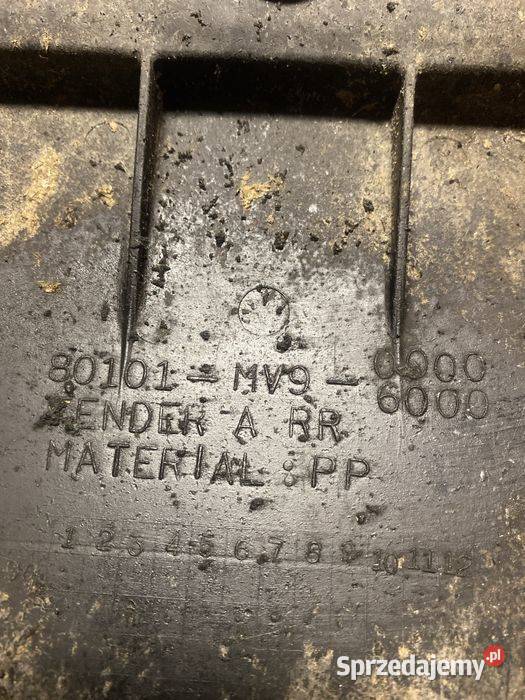 80101-MV9-0000
6000
FENDER A RR
MATERIAL:PP
1 2 3 4 5 6 7 8 9 10 11 12
Sprzedajemy.pl